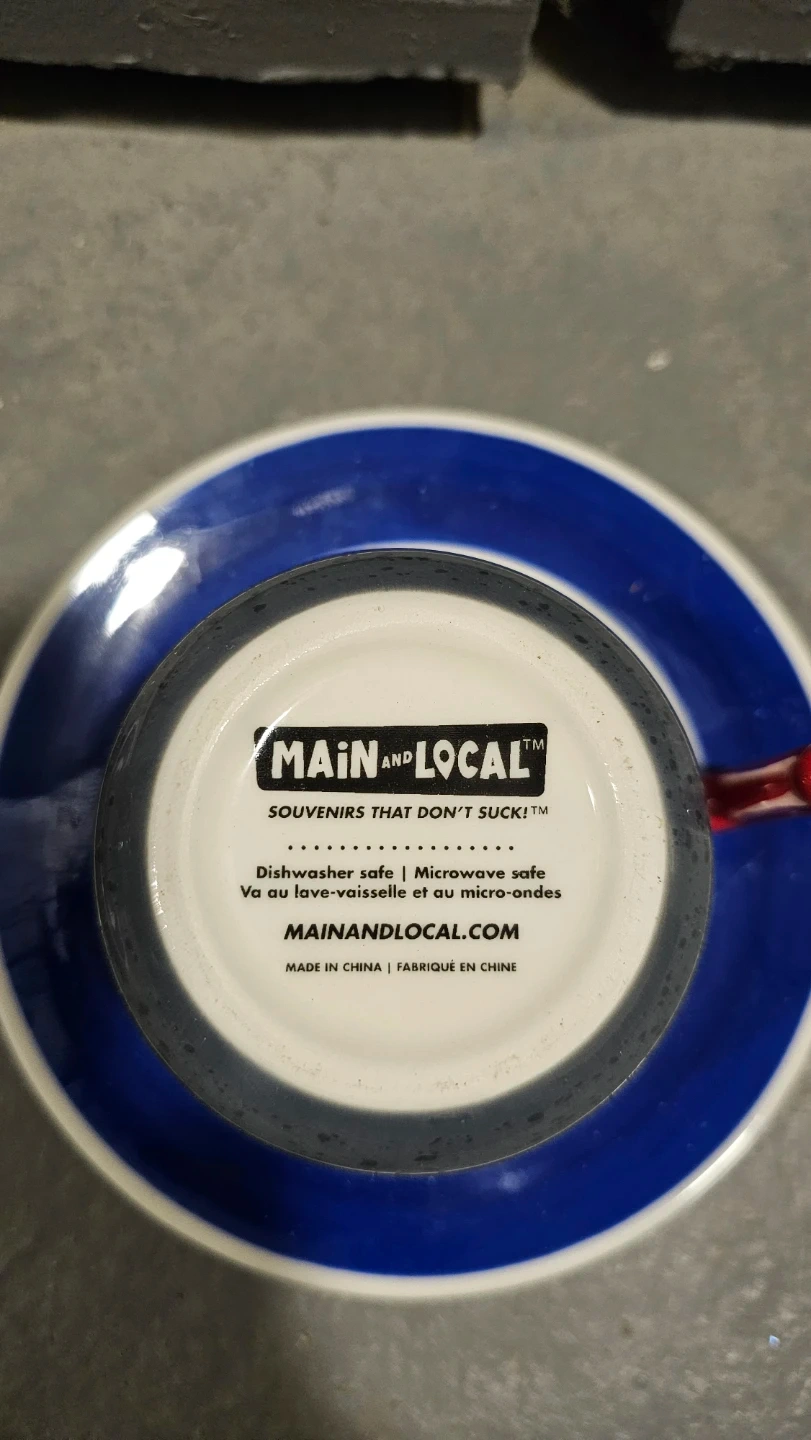 MAiN AND LOCAL™
SOUVENIRS THAT DON'T SUCK!™
Dishwasher safe | Microwave safe
Va au lave-vaisselle et au micro-ondes
MAINANDLOCAL.COM
MADE IN CHINA | FABRIQUÉ EN CHINE